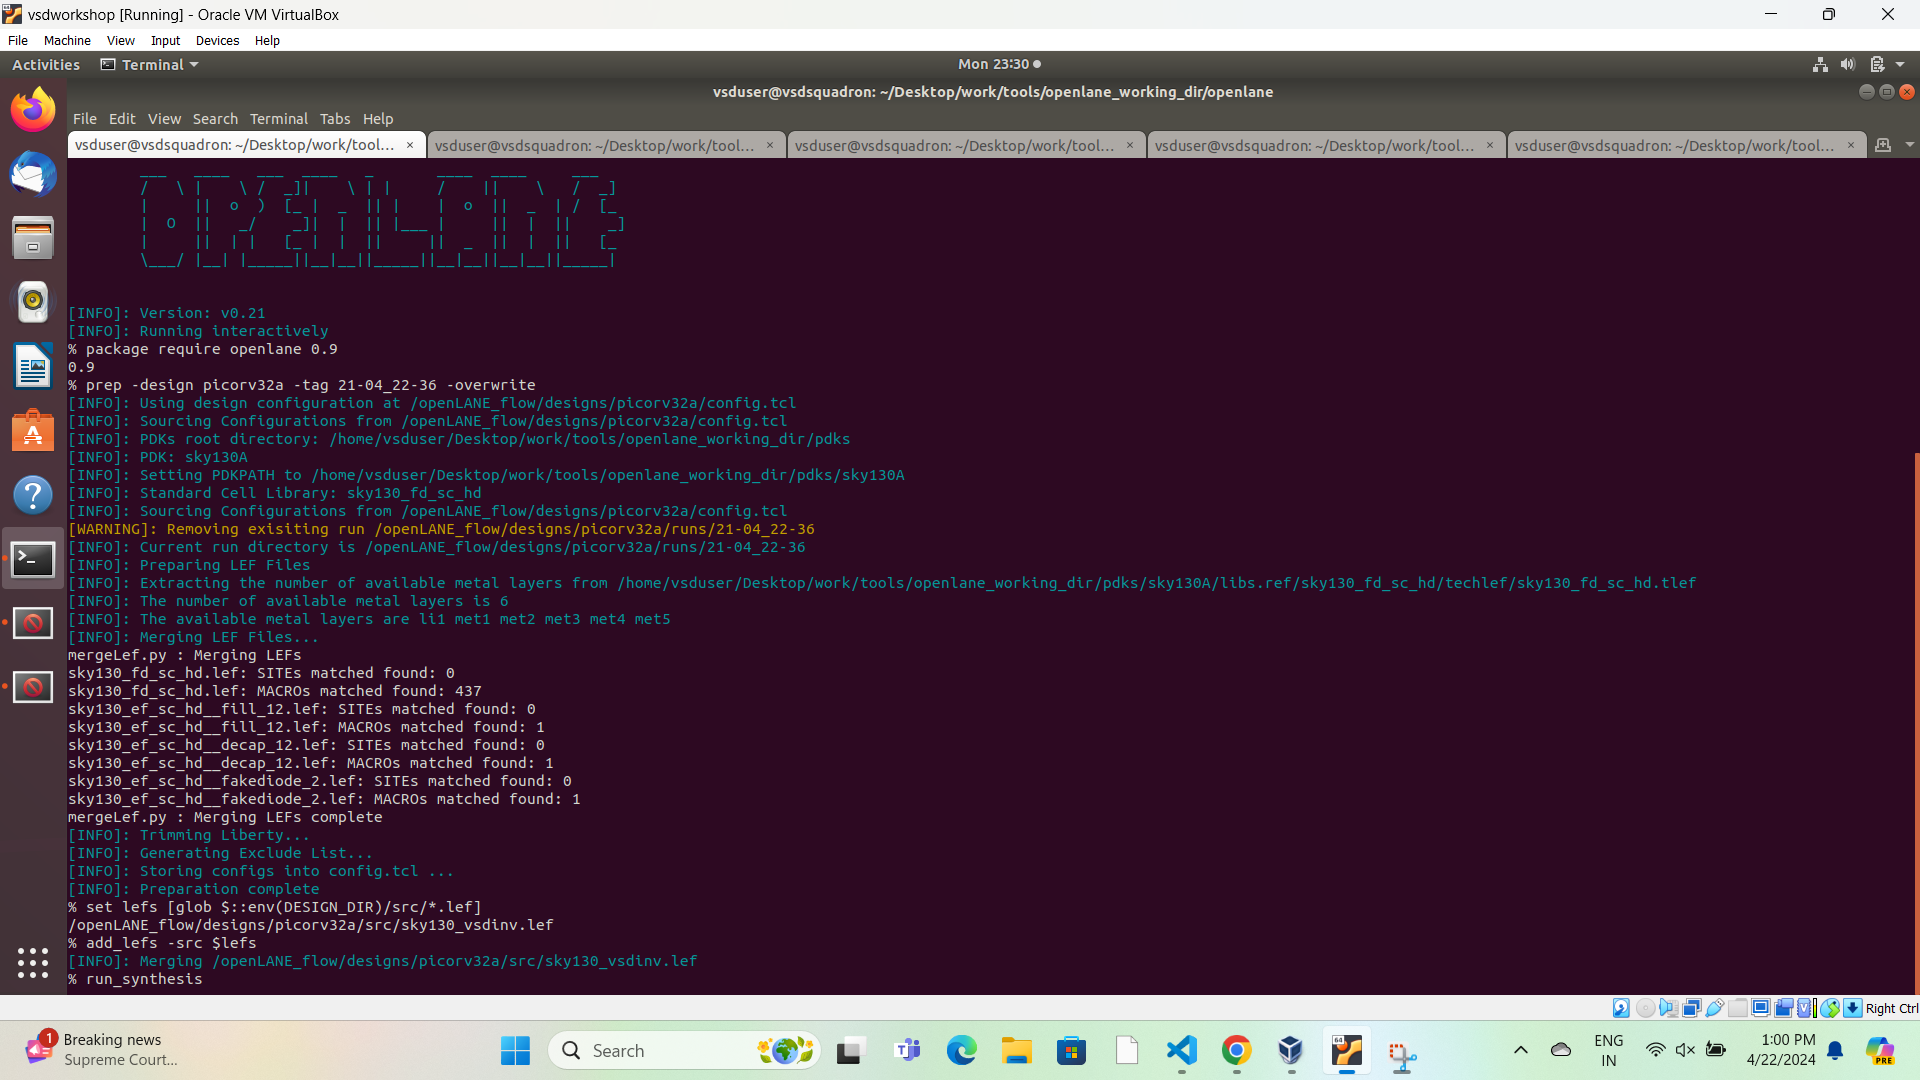 vsdworkshop [Running] - Oracle VM VirtualBox
File Machine View Input Devices Help
Activities Terminal Mon 23:30
vsduser@vsdsquadron: ~/Desktop/work/tools/openlane_working_dir/openlane
File Edit View Search Terminal Tabs Help
vsduser@vsdsquadron: ~/Desktop/work/tool... × vsduser@vsdsquadron: ~/Desktop/work/tool... × vsduser@vsdsquadron: ~/Desktop/work/tool... × vsduser@vsdsquadron: ~/Desktop/work/tool... × vsduser@vsdsquadron: ~/Desktop/work/tool... ×
OPENLANE
[INFO]: Version: v0.21
[INFO]: Running interactively
% package require openlane 0.9
0.9
% prep -design picorv32a -tag 21-04_22-36 -overwrite
[INFO]: Using design configuration at /openLANE_flow/designs/picorv32a/config.tcl
[INFO]: Sourcing Configurations from /openLANE_flow/designs/picorv32a/config.tcl
[INFO]: PDKs root directory: /home/vsduser/Desktop/work/tools/openlane_working_dir/pdks
[INFO]: PDK: sky130A
[INFO]: Setting PDKPATH to /home/vsduser/Desktop/work/tools/openlane_working_dir/pdks/sky130A
[INFO]: Standard Cell Library: sky130_fd_sc_hd
[INFO]: Sourcing Configurations from /openLANE_flow/designs/picorv32a/config.tcl
[WARNING]: Removing exisiting run /openLANE_flow/designs/picorv32a/runs/21-04_22-36
[INFO]: Current run directory is /openLANE_flow/designs/picorv32a/runs/21-04_22-36
[INFO]: Preparing LEF Files
[INFO]: Extracting the number of available metal layers from /home/vsduser/Desktop/work/tools/openlane_working_dir/pdks/sky130A/libs.ref/sky130_fd_sc_hd/techlef/sky130_fd_sc_hd.tlef
[INFO]: The number of available metal layers is 6
[INFO]: The available metal layers are li1 met1 met2 met3 met4 met5
[INFO]: Merging LEF Files...
mergeLef.py : Merging LEFs
sky130_fd_sc_hd.lef: SITEs matched found: 0
sky130_fd_sc_hd.lef: MACROs matched found: 437
sky130_ef_sc_hd__fill_12.lef: SITEs matched found: 0
sky130_ef_sc_hd__fill_12.lef: MACROs matched found: 1
sky130_ef_sc_hd__decap_12.lef: SITEs matched found: 0
sky130_ef_sc_hd__decap_12.lef: MACROs matched found: 1
sky130_ef_sc_hd__fakediode_2.lef: SITEs matched found: 0
sky130_ef_sc_hd__fakediode_2.lef: MACROs matched found: 1
mergeLef.py : Merging LEFs complete
[INFO]: Trimming Liberty...
[INFO]: Generating Exclude List...
[INFO]: Storing configs into config.tcl ...
[INFO]: Preparation complete
% set lefs [glob $::env(DESIGN_DIR)/src/*.lef]
/openLANE_flow/designs/picorv32a/src/sky130_vsdinv.lef
% add_lefs -src $lefs
[INFO]: Merging /openLANE_flow/designs/picorv32a/src/sky130_vsdinv.lef
% run_synthesis
Right Ctrl
1 Breaking news
Supreme Court...
Search
ENG
IN
1:00 PM
4/22/2024
PRE